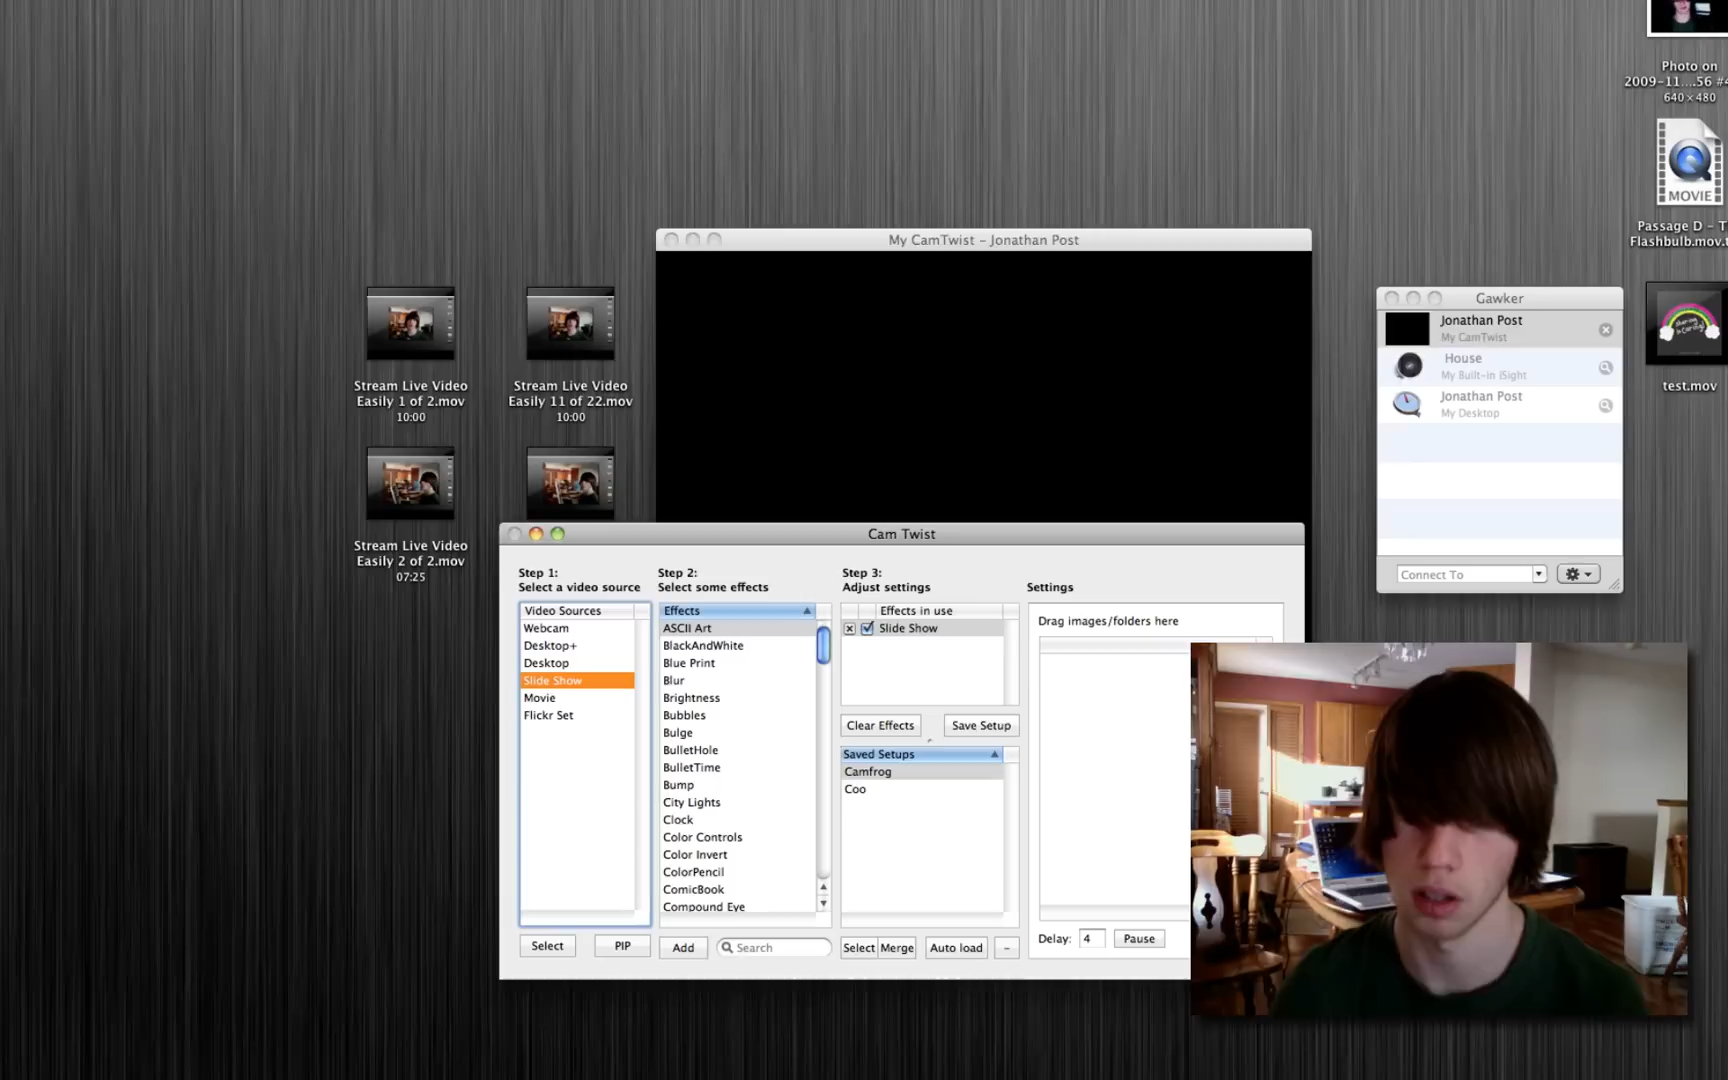 Photo on
2009-11....56 #4
640×480
MOVIE
Passage D - T
Flashbulb.mov.t
test.mov
My CamTwist – Jonathan Post
Stream Live Video
Easily 1 of 2.mov
10:00
Stream Live Video
Easily 11 of 22.mov
10:00
Stream Live Video
Easily 2 of 2.mov
07:25
Gawker
Jonathan Post
My CamTwist
House
My Built-in iSight
Jonathan Post
My Desktop
Connect To
Cam Twist
Step 1:
Select a video source
Video Sources
Webcam
Desktop+
Desktop
Slide Show
Movie
Flickr Set
Select
PIP
Step 2:
Select some effects
Effects
ASCII Art
BlackAndWhite
Blue Print
Blur
Brightness
Bubbles
Bulge
BulletHole
BulletTime
Bump
City Lights
Clock
Color Controls
Color Invert
ColorPencil
ComicBook
Compound Eye
Add
Search
Step 3:
Adjust settings
Effects in use
Slide Show
Clear Effects
Save Setup
Saved Setups
Camfrog
Coo
Select
Merge
Auto load
–
Settings
Drag images/folders here
Delay: 4
Pause